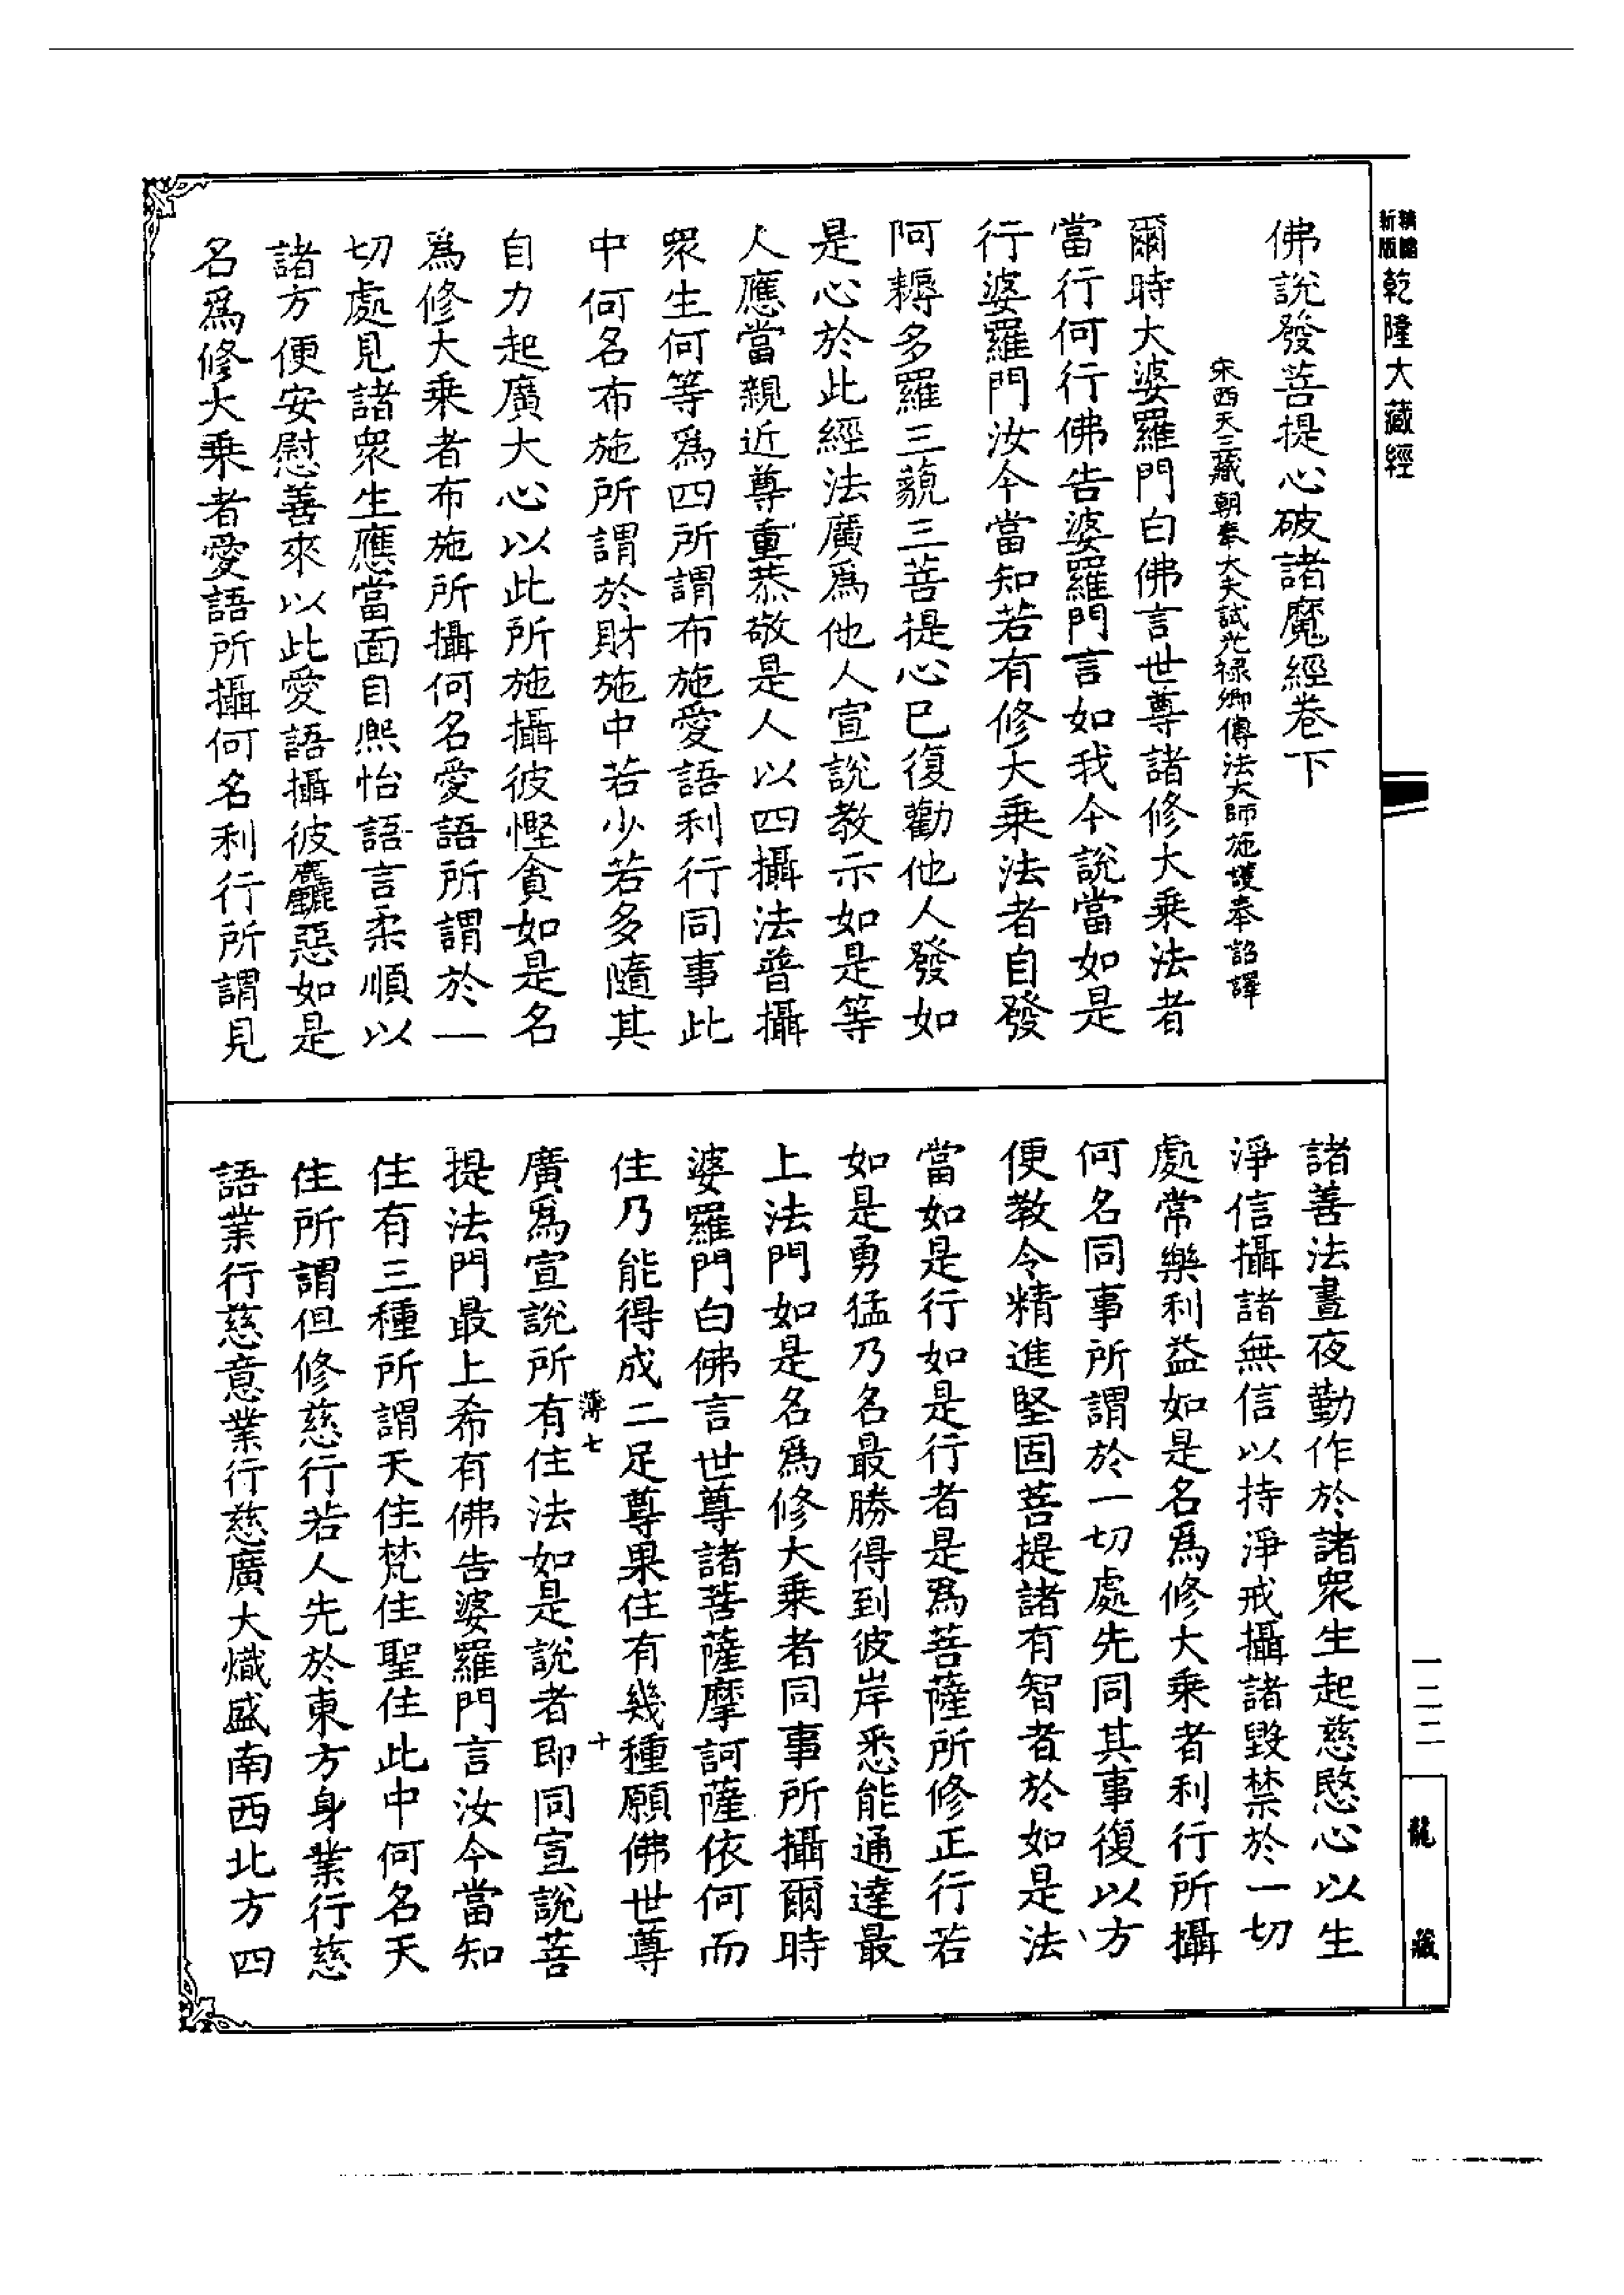 乾隆大藏經
佛說發菩提心破諸魔經卷下
宋西天三藏朝奉大夫試光祿卿傳法大師施護奉詔譯
爾時大婆羅門白佛言世尊諸修大乘法者
當行何行佛告婆羅門言如我今說當如是
行婆羅門汝今當知若有修大乘法者自發
阿耨多羅三藐三菩提心已復勸他人發如
是心於此經法廣爲他人宣說教示如是等
人應當親近尊重恭敬是人以四攝法普攝
眾生何等爲四所謂布施愛語利行同事此
中何名布施所謂於財施中若少若多隨其
自力起廣大心以此所施攝彼慳貪如是名
爲修大乘者布施所攝何名愛語所謂於一
切處見諸眾生應當面目熙怡語言柔順以
諸方便安慰善來以此愛語攝彼麤惡如是
名爲修大乘者愛語所攝何名利行所謂見
諸善法晝夜勤作於諸眾生起慈愍心以生
淨信攝諸無信以持淨戒攝諸毀禁於一切
處常樂利益如是名爲修大乘者利行所攝
何名同事所謂於一切處先同其事復以方
便教令精進堅固菩提諸有智者於如是法
當如是行如是行者是爲菩薩所修正行若
如是勇猛乃名最勝得到彼岸悉能通達最
上法門如是名爲修大乘者同事所攝爾時
婆羅門白佛言世尊諸菩薩摩訶薩依何而
住乃能得成二足尊果住有幾種願佛世尊
薄七
十
廣爲宣說所有住法如是說者即同宣說菩
提法門最上希有佛告婆羅門言汝今當知
住有三種所謂天住梵住聖住此中何名天
住所謂但修慈行若人先於東方身業行慈
語業行慈意業行慈廣大熾盛南西北方四
一二二
龍藏